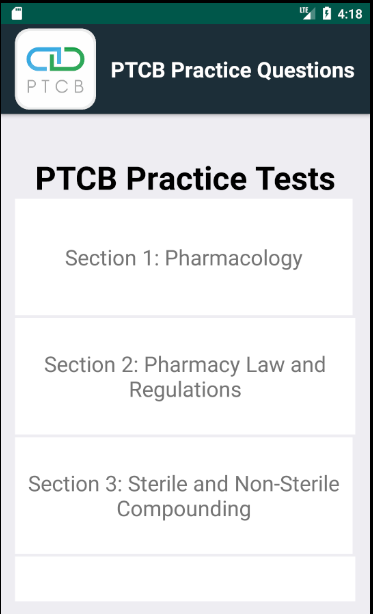 LTE 4:18
PTCB
PTCB Practice Questions
PTCB Practice Tests
Section 1: Pharmacology
Section 2: Pharmacy Law and
Regulations
Section 3: Sterile and Non-Sterile
Compounding